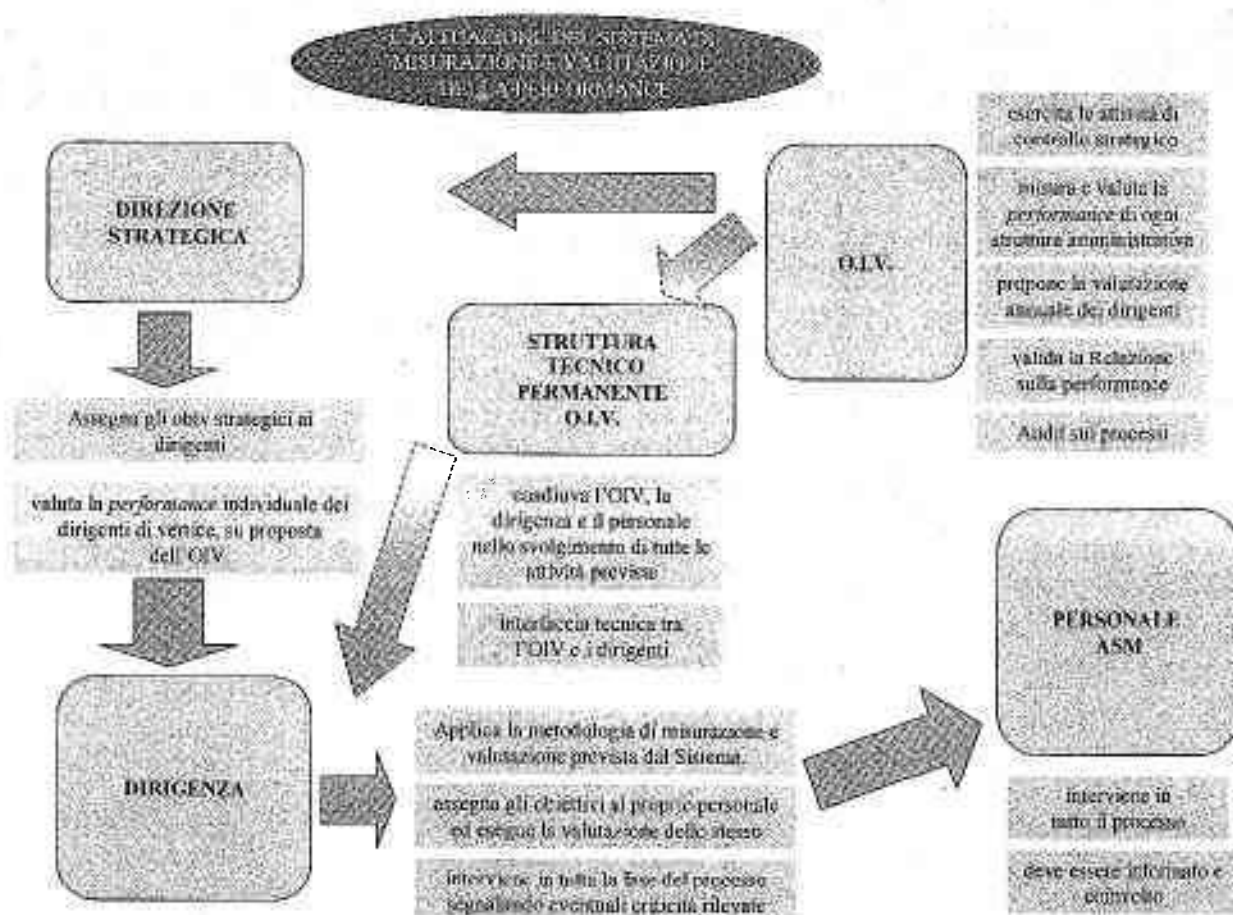 L'ATTUAZIONE DEL SISTEMA DI
MISURAZIONE E VALUTAZIONE
DELLA PERFORMANCE
esercita le attività di
controllo strategico
misura e valuta la
performance di ogni
struttura amministrativa
propone la valutazione
annuale dei dirigenti
valida la Relazione
sulla performance
Audit sui processi
O.I.V.
DIREZIONE
STRATEGICA
STRUTTURA
TECNICO
PERMANENTE
O.I.V.
Assegna gli obiv strategici ai
dirigenti
valuta la performance individuale dei
dirigenti di vertice, su proposta
dell'OIV
coadiuva l'OIV, la
dirigenza e il personale
nello svolgimento di tutte le
attività previste
interfaccia tecnica tra
l'OIV e i dirigenti
PERSONALE
ASM
DIRIGENZA
Applica la metodologia di misurazione e
valutazione prevista dal Sistema.
assegna gli obiettivi al proprio personale
ed esegue la valutazione dello stesso
interviene in tutta la fase del processo
segnalando eventuali criticità rilevate
interviene in
tutto il processo
deve essere informato e
coinvolto